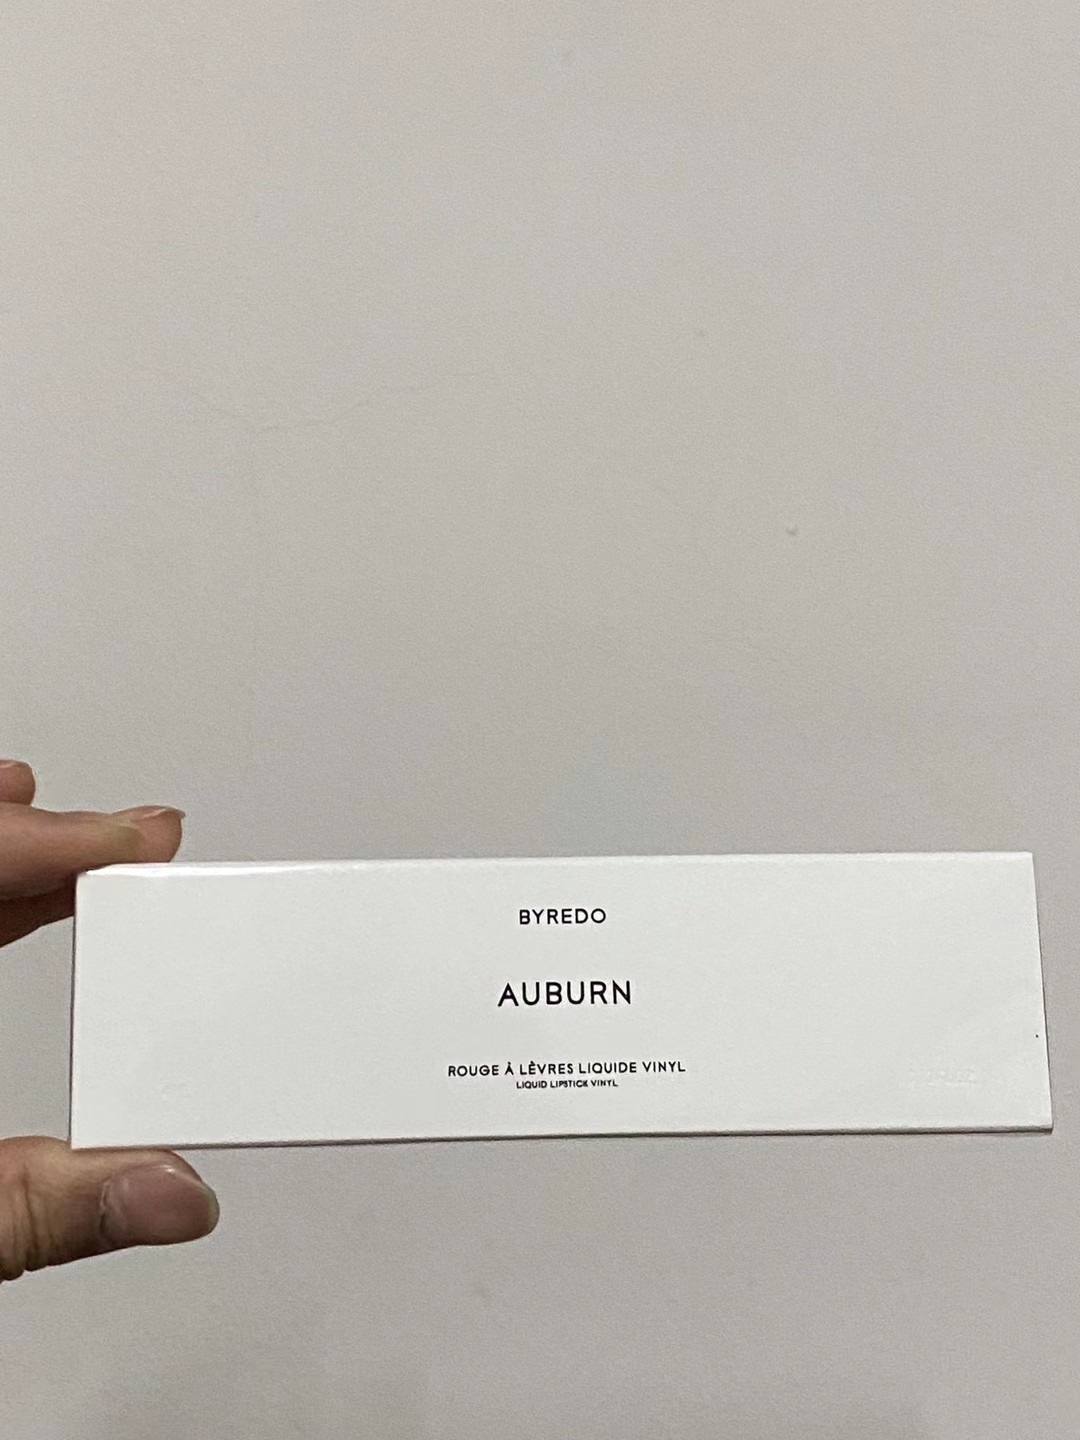 BYREDO
AUBURN
ROUGE À LÈVRES LIQUIDE VINYL
LIQUID LIPSTICK VINYL